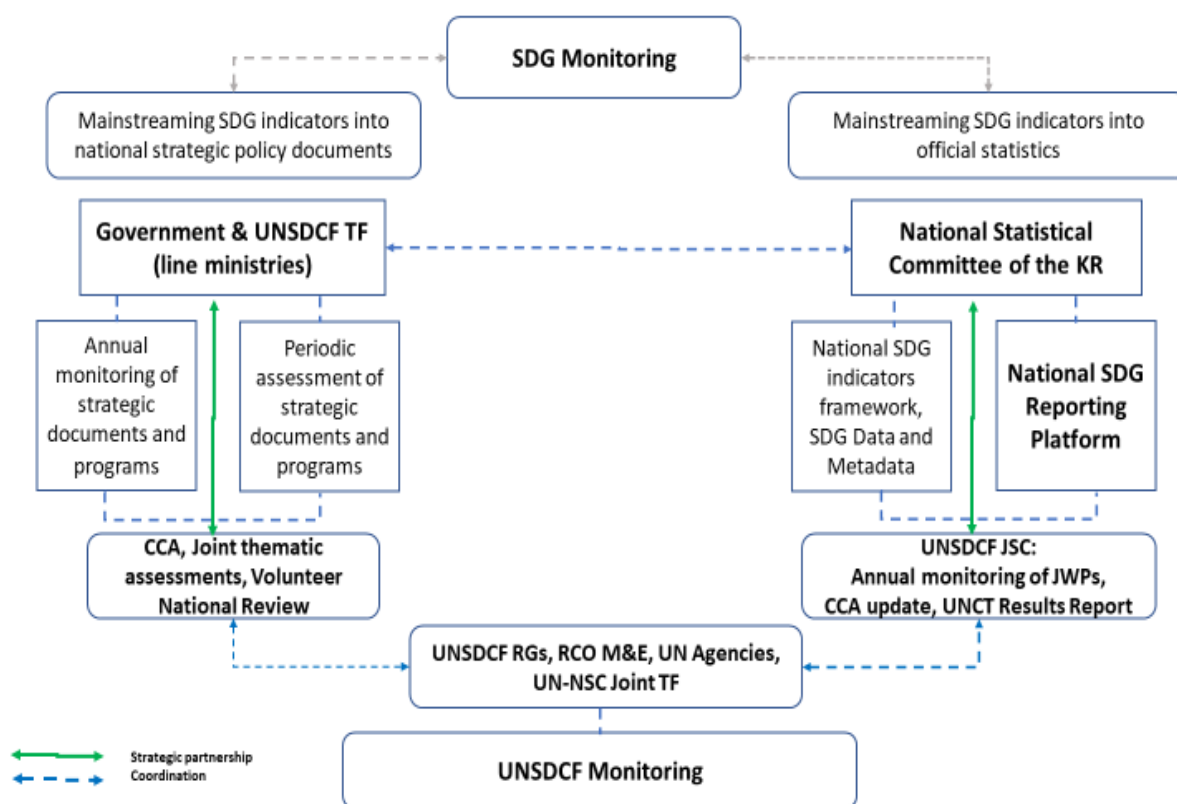 SDG Monitoring
Mainstreaming SDG indicators into
national strategic policy documents
Mainstreaming SDG indicators into
official statistics
Government & UNSDCF TF
(line ministries)
National Statistical
Committee of the KR
Annual
monitoring of
strategic
documents and
programs
Periodic
assessment of
strategic
documents and
programs
National SDG
indicators
framework,
SDG Data and
Metadata
National SDG
Reporting
Platform
CCA, Joint thematic
assessments, Volunteer
National Review
UNSDCF JSC:
Annual monitoring of JWPs,
CCA update, UNCT Results Report
UNSDCF RGs, RCO M&E, UN Agencies,
UN-NSC Joint TF
UNSDCF Monitoring
Strategic partnership
Coordination